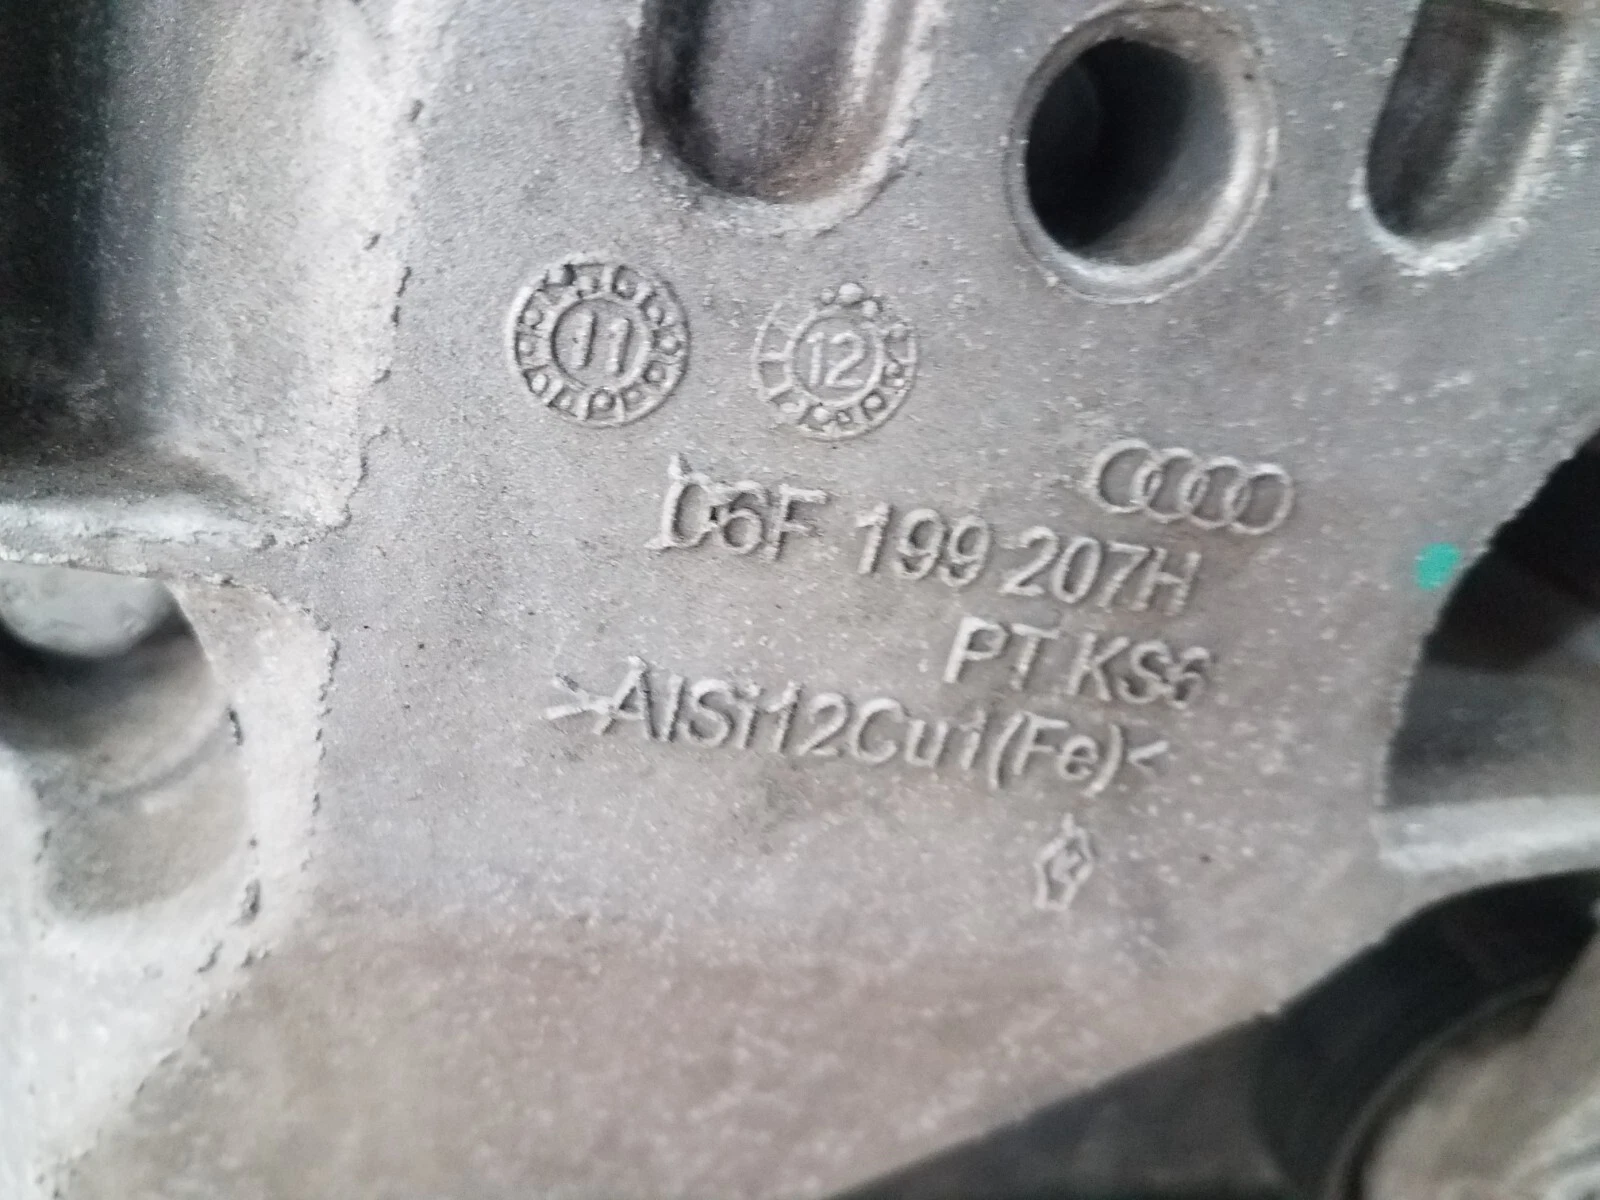 11 12
06F 199 207H
PT KS6
>AlSi12Cu1(Fe)<